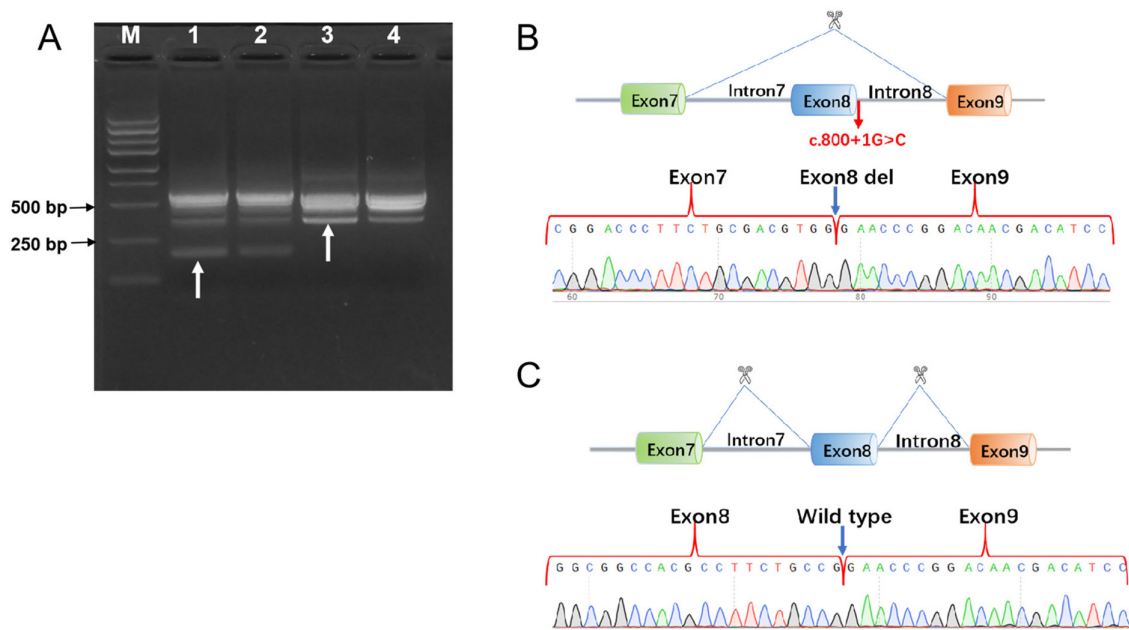 A
M 1 2 3 4
500 bp
250 bp
B
Exon7 Intron7 Exon8 Intron8 Exon9
c.800+1G>C
Exon7 Exon8 del Exon9
C G G A C C C T T C T G C G A C G T G G G A A C C C G G A C A A C G A C A T C C
60 70 80 90
C
Exon7 Intron7 Exon8 Intron8 Exon9
Exon8 Wild type Exon9
G G C G G C C A C G C C T T C T G C C G G A A C C C G G A C A A C G A C A T C C